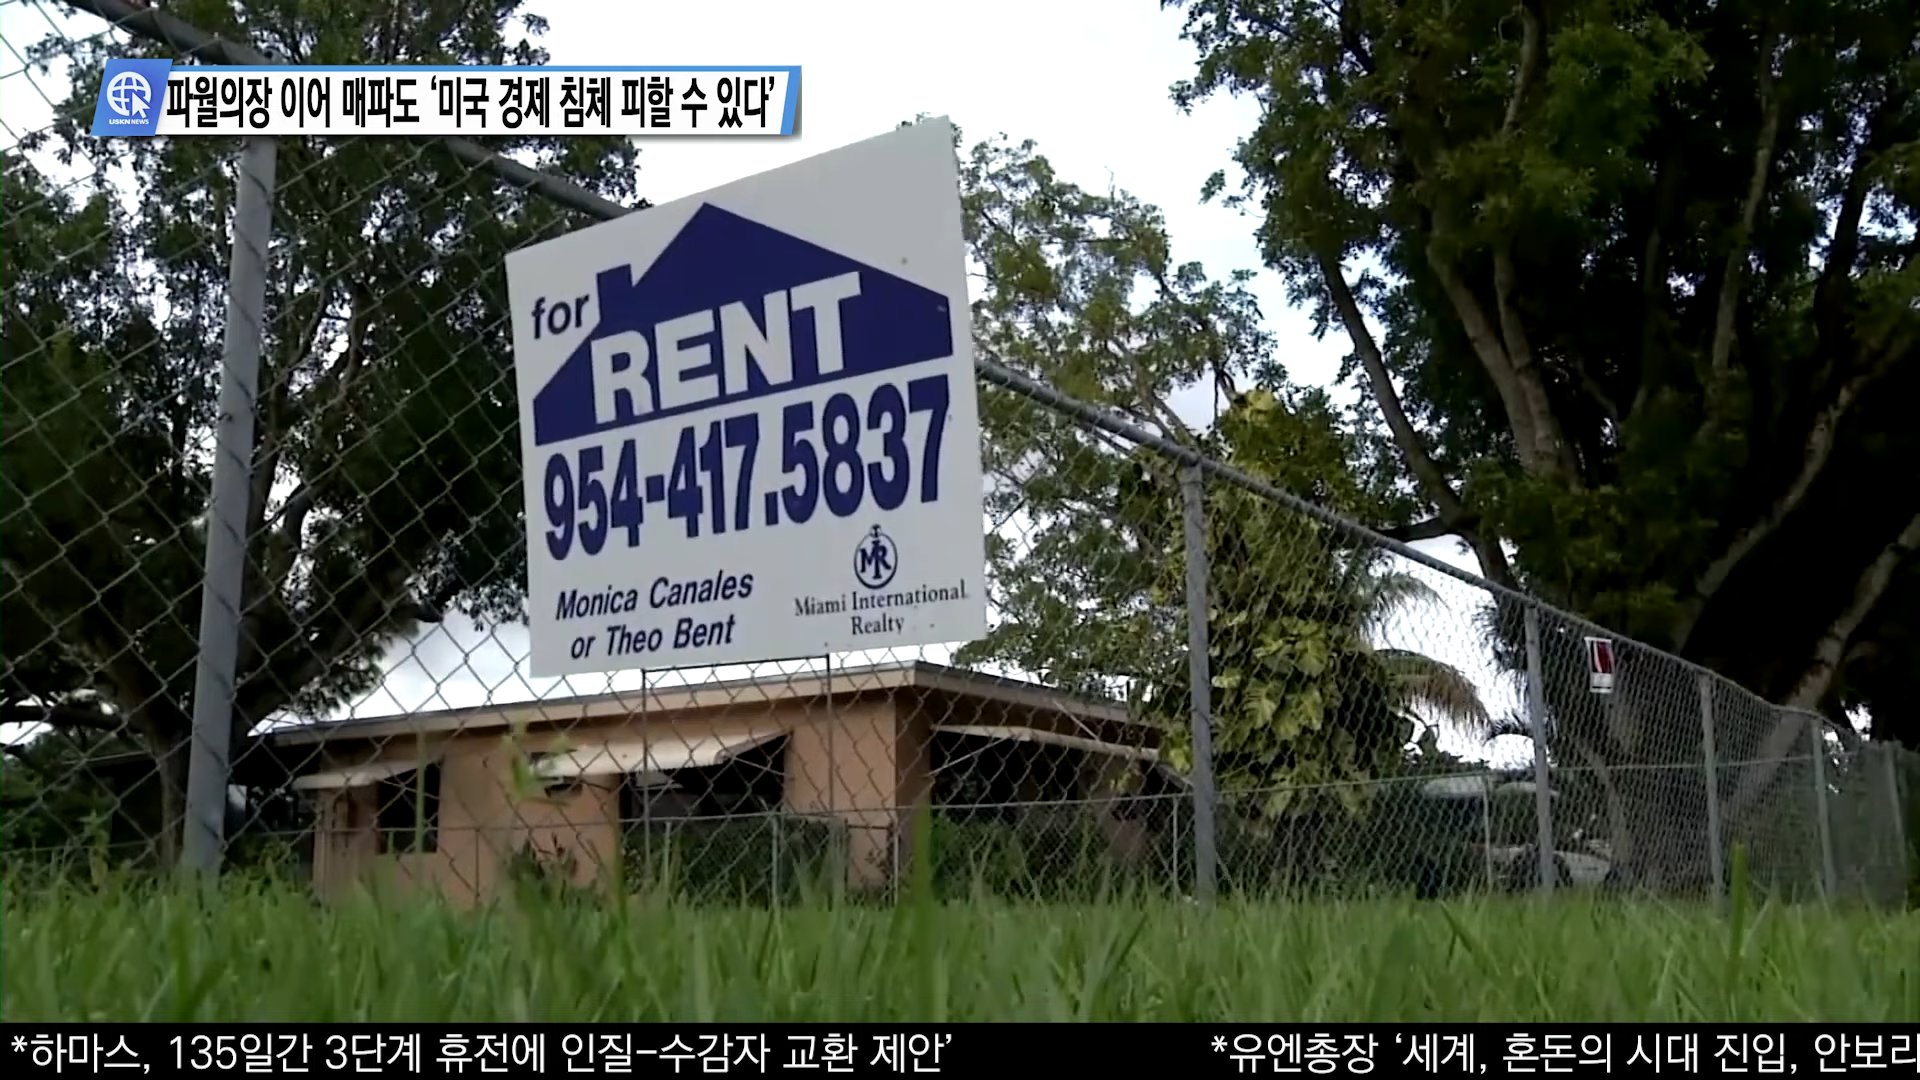 파월의장 이어 매파도 ‘미국 경제 침체 피할 수 있다’
USKN NEWS
for
RENT
954-417.5837
Monica Canales
or Theo Bent
MR
Miami International
Realty
*하마스, 135일간 3단계 휴전에 인질-수감자 교환 제안’
*유엔총장 ‘세계, 혼돈의 시대 진입, 안보리